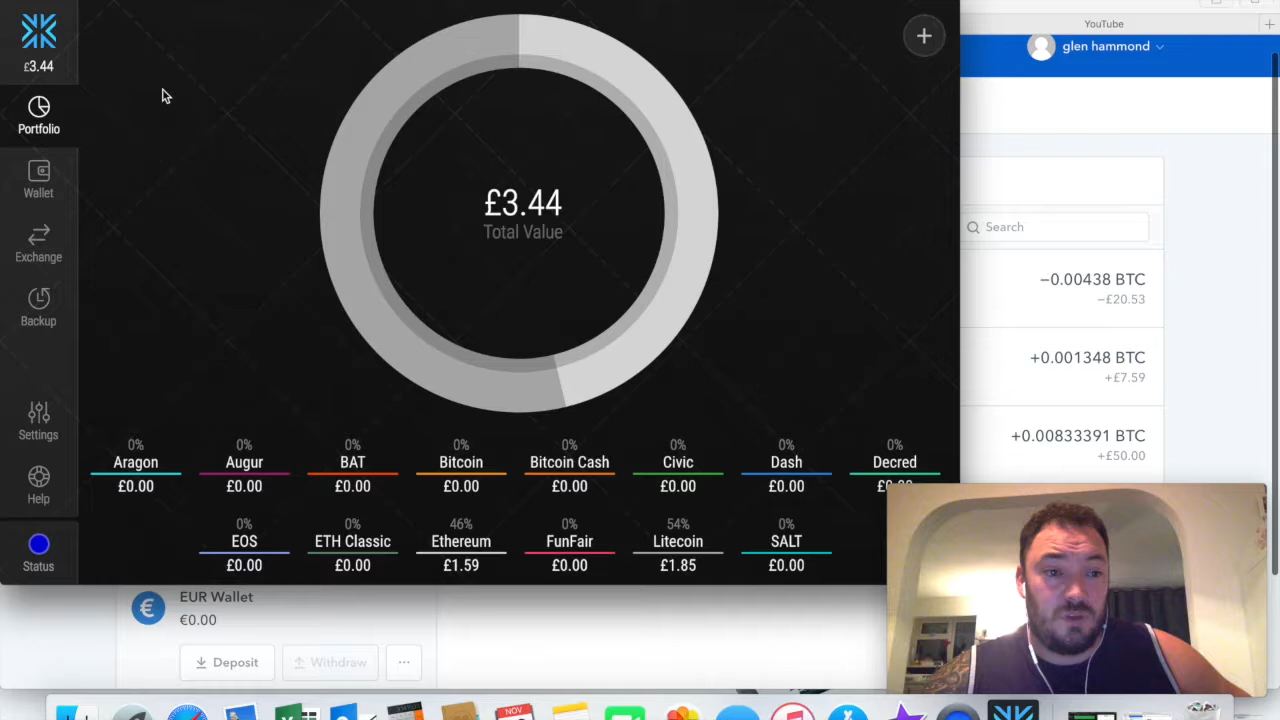 £3.44
Portfolio
Wallet
Exchange
Backup
Settings
Help
Status
£3.44
Total Value
0%
Aragon
£0.00
0%
Augur
£0.00
0%
BAT
£0.00
0%
Bitcoin
£0.00
0%
Bitcoin Cash
£0.00
0%
Civic
£0.00
0%
Dash
£0.00
0%
Decred
0%
EOS
£0.00
0%
ETH Classic
£0.00
46%
Ethereum
£1.59
0%
FunFair
£0.00
54%
Litecoin
£1.85
0%
SALT
£0.00
YouTube
glen hammond
Search
−0.00438 BTC
−£20.53
+0.001348 BTC
+£7.59
+0.00833391 BTC
+£50.00
EUR Wallet
€0.00
Deposit
Withdraw
NOV